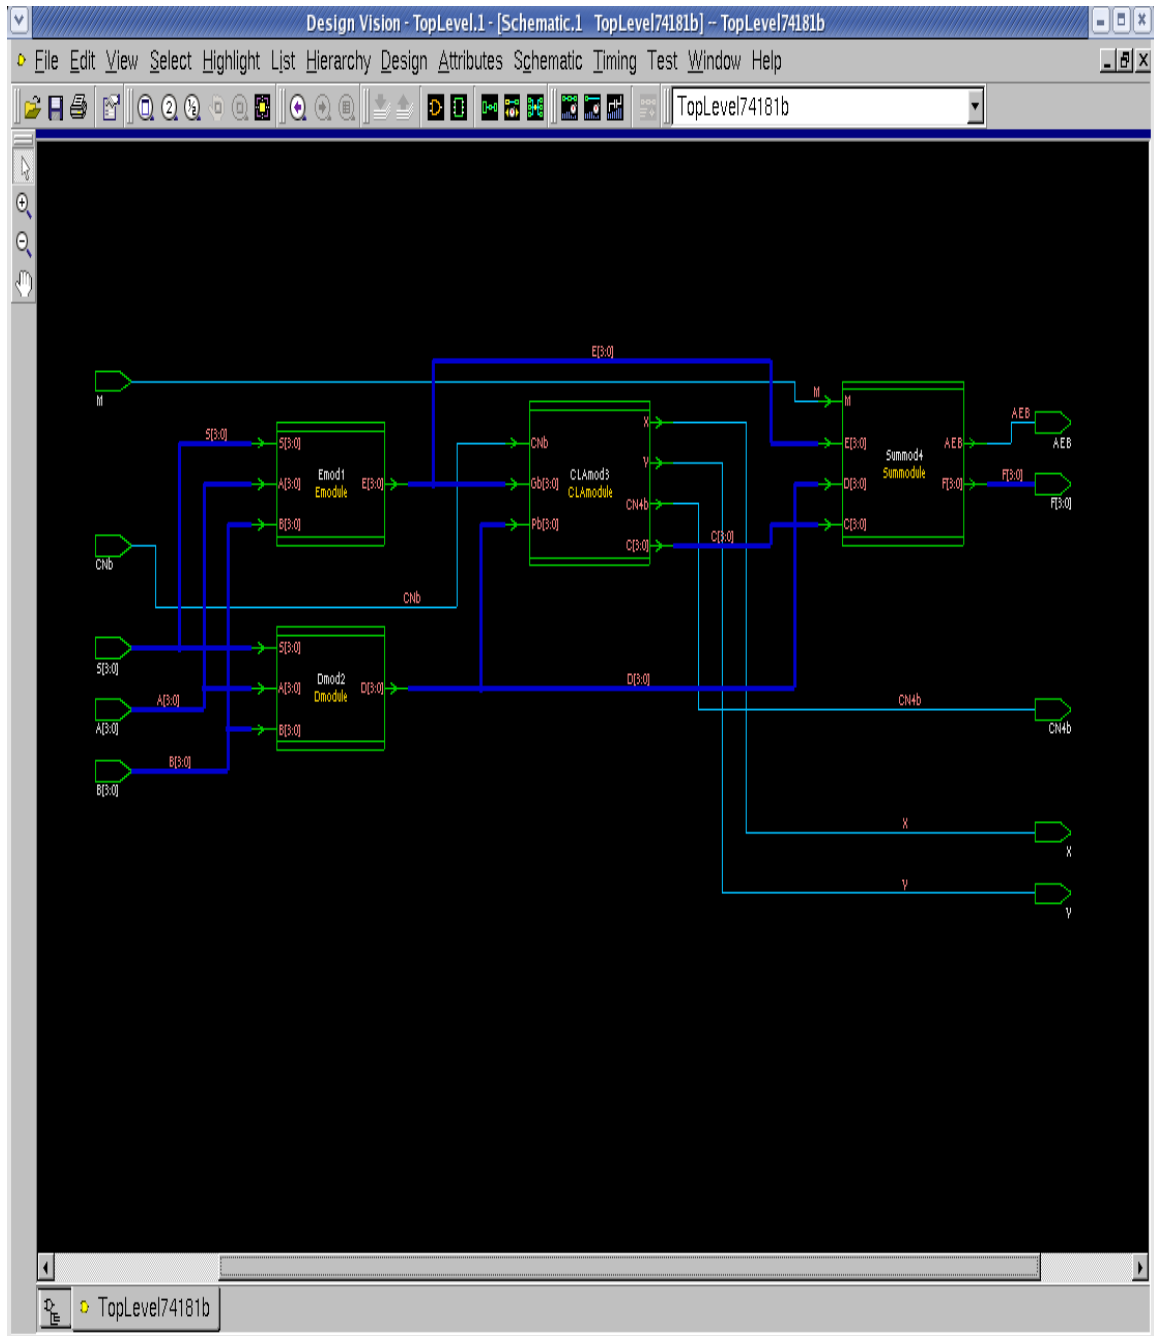 Design Vision - TopLevel.1 - [Schematic.1 TopLevel74181b] - TopLevel74181b
File Edit View Select Highlight List Hierarchy Design Attributes Schematic Timing Test Window Help
TopLevel74181b
E[3:0]
M
M
M
AEB
AEB
S[3:0]
S[3:0]
Emod1
Emodule
A[3:0]
E[3:0]
B[3:0]
CNb
X
CLAmod3
CLAmodule
Y
Gb[3:0]
CN4b
Pb[3:0]
C[3:0]
C[3:0]
E[3:0]
AEB
Summod4
Summodule
D[3:0]
F[3:0]
F[3:0]
F[3:0]
C[3:0]
CNb
CNb
S[3:0]
S[3:0]
Dmod2
Dmodule
A[3:0]
D[3:0]
D[3:0]
A[3:0]
A[3:0]
B[3:0]
B[3:0]
B[3:0]
CN4b
CN4b
X
X
Y
Y
TopLevel74181b